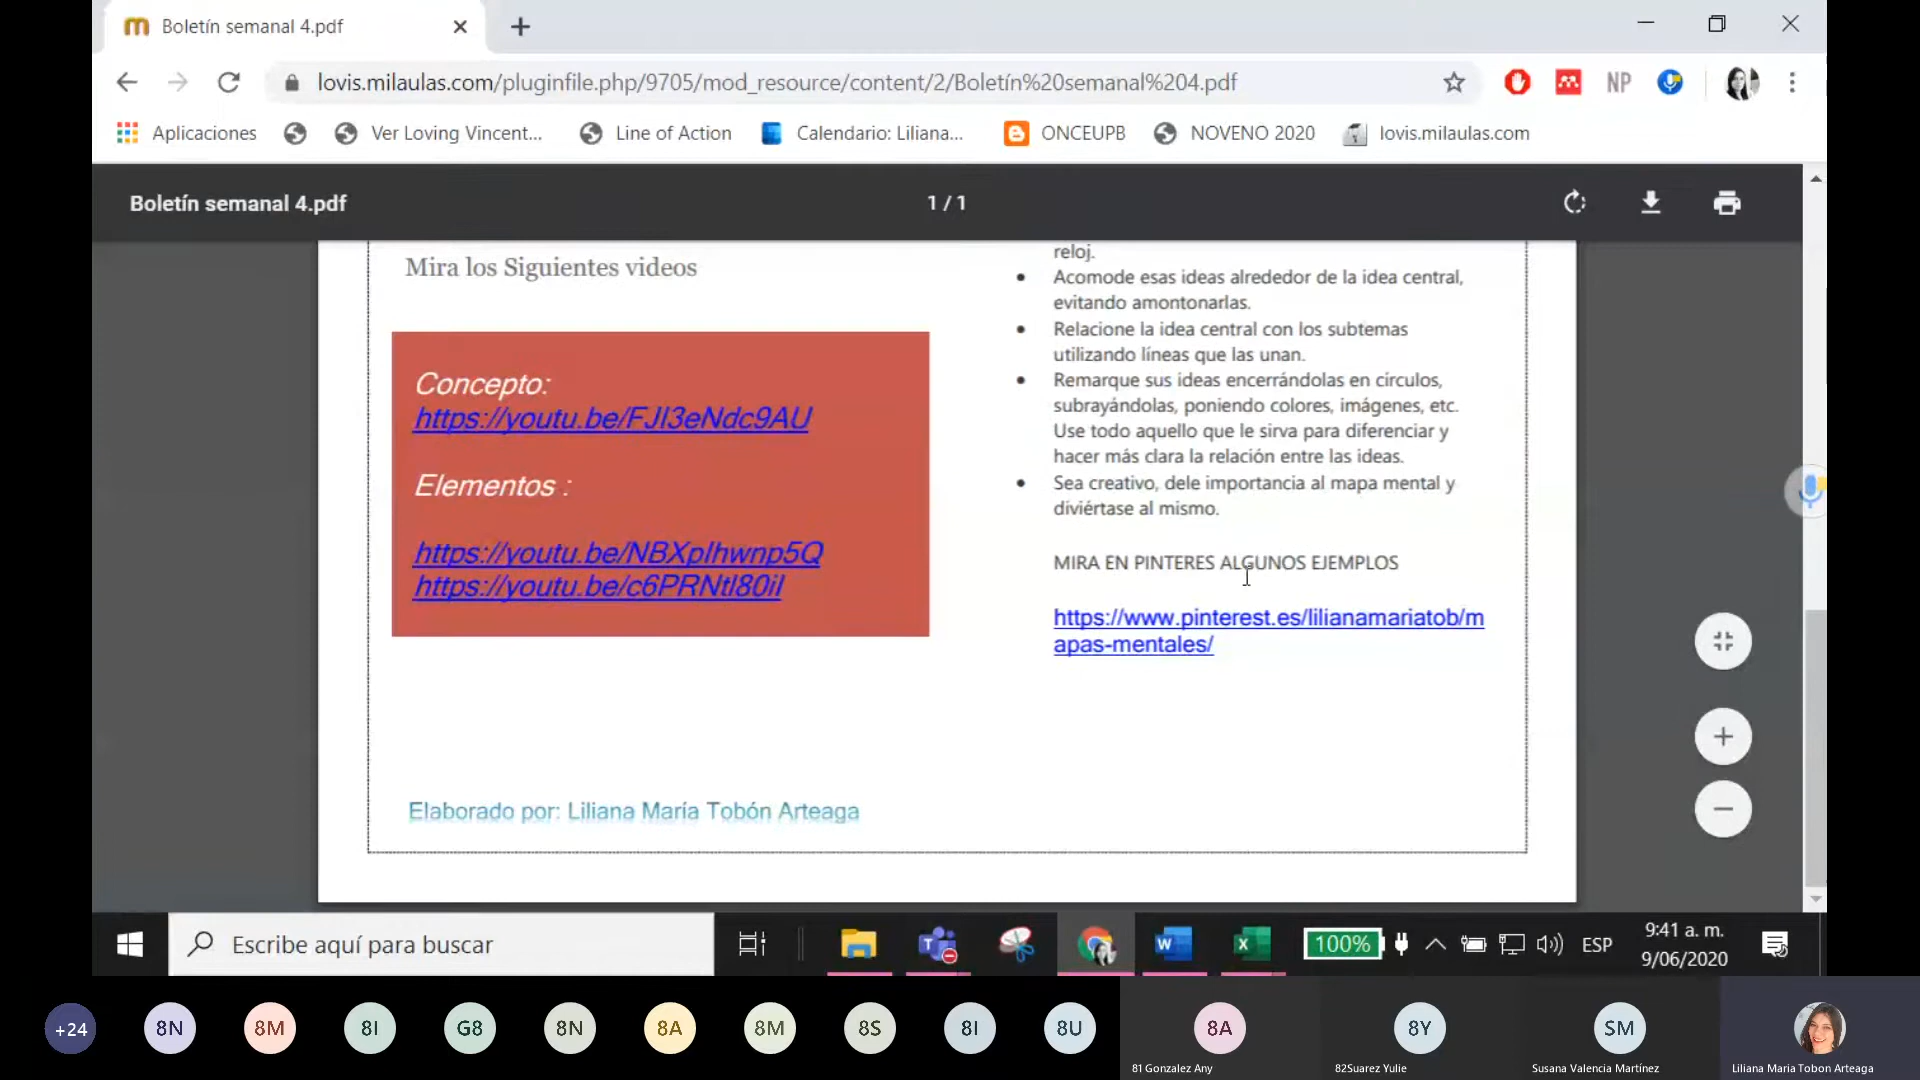 Boletín semanal 4.pdf
lovis.milaulas.com/pluginfile.php/9705/mod_resource/content/2/Boletín%20semanal%204.pdf
NP
Aplicaciones
Ver Loving Vincent...
Line of Action
Calendario: Liliana...
ONCEUPB
NOVENO 2020
lovis.milaulas.com
Boletín semanal 4.pdf
1 / 1
Mira los Siguientes videos
Concepto:
https://youtu.be/FJI3eNdc9AU
Elementos :
https://youtu.be/NBXplhwnp5Q
https://youtu.be/c6PRNtl80iI
reloj.
Acomode esas ideas alrededor de la idea central,
evitando amontonarlas.
Relacione la idea central con los subtemas
utilizando líneas que las unan.
Remarque sus ideas encerrándolas en circulos,
subrayándolas, poniendo colores, imágenes, etc.
Use todo aquello que le sirva para diferenciar y
hacer más clara la relación entre las ideas.
Sea creativo, dele importancia al mapa mental y
diviértase al mismo.
MIRA EN PINTERES ALGUNOS EJEMPLOS
https://www.pinterest.es/lilianamariatob/m
apas-mentales/
Elaborado por: Liliana María Tobón Arteaga
Escribe aquí para buscar
100%
ESP
9:41 a. m.
9/06/2020
+24
8N
8M
8I
G8
8N
8A
8M
8S
8I
8U
8A
8Y
SM
81 Gonzalez Any
82Suarez Yulie
Susana Valencia Martínez
Liliana Maria Tobon Arteaga